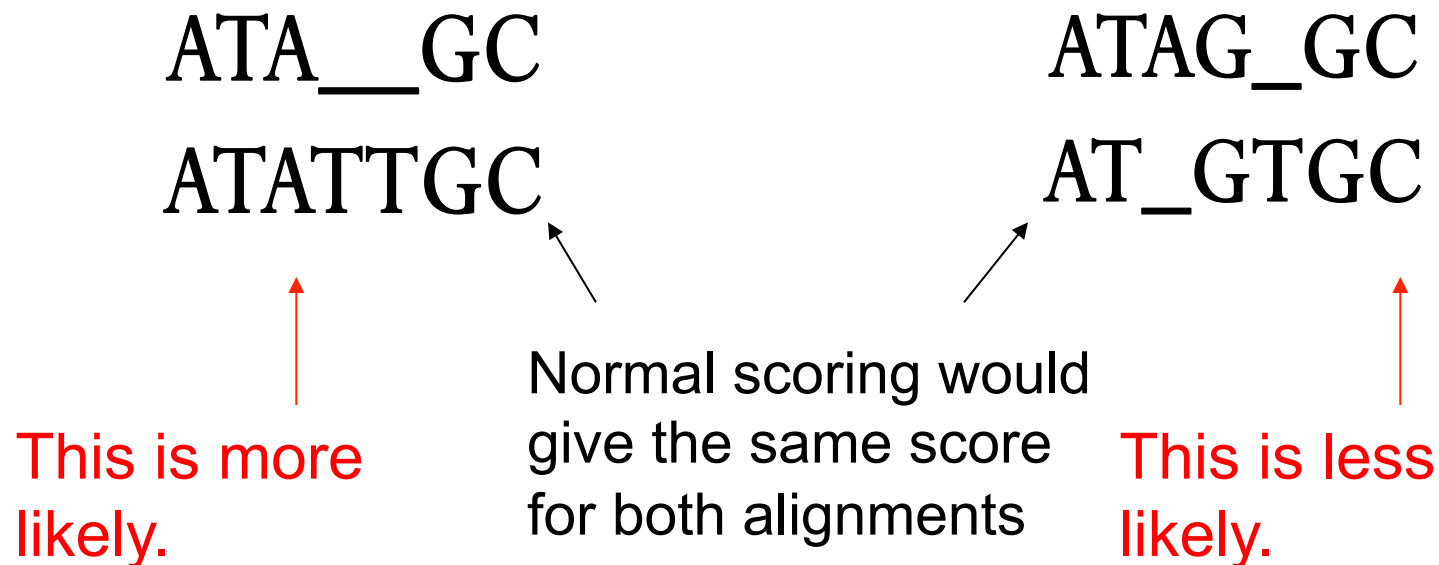 ATA__GC
ATATTGC
ATAG_GC
AT_GTGC
Normal scoring would
give the same score
for both alignments
This is more
likely.
This is less
likely.